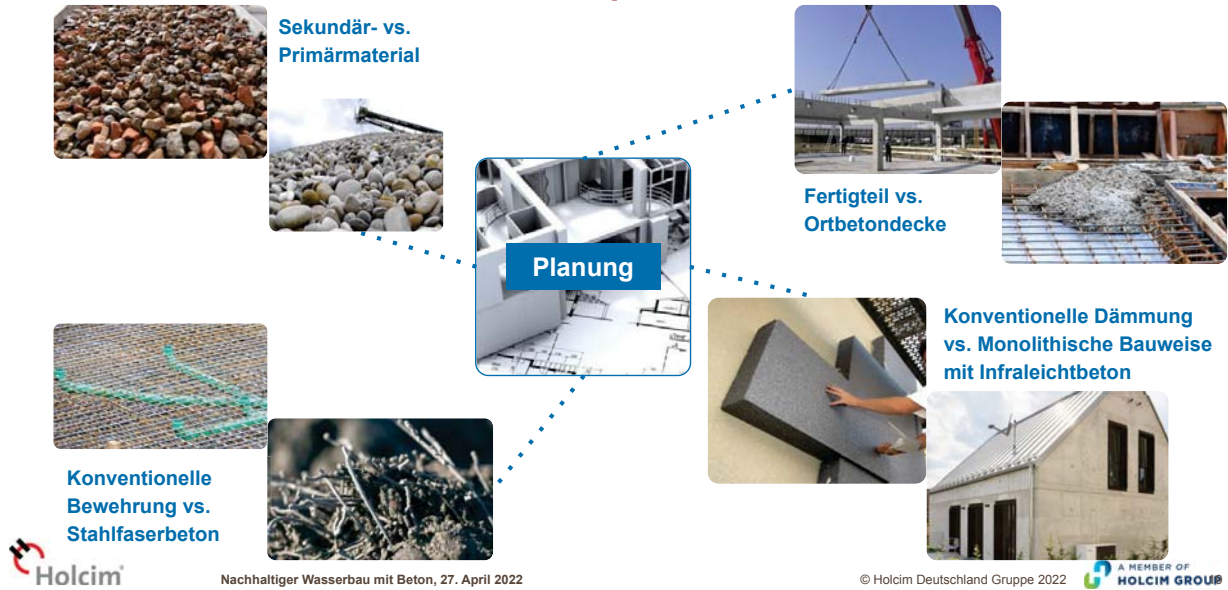 Sekundär- vs.
Primärmaterial
Fertigteil vs.
Ortbetondecke
Planung
Konventionelle Dämmung
vs. Monolithische Bauweise
mit Infraleichtbeton
Konventionelle
Bewehrung vs.
Stahlfaserbeton
Holcim
Nachhaltiger Wasserbau mit Beton, 27. April 2022
© Holcim Deutschland Gruppe 2022
A MEMBER OF
HOLCIM GROUP